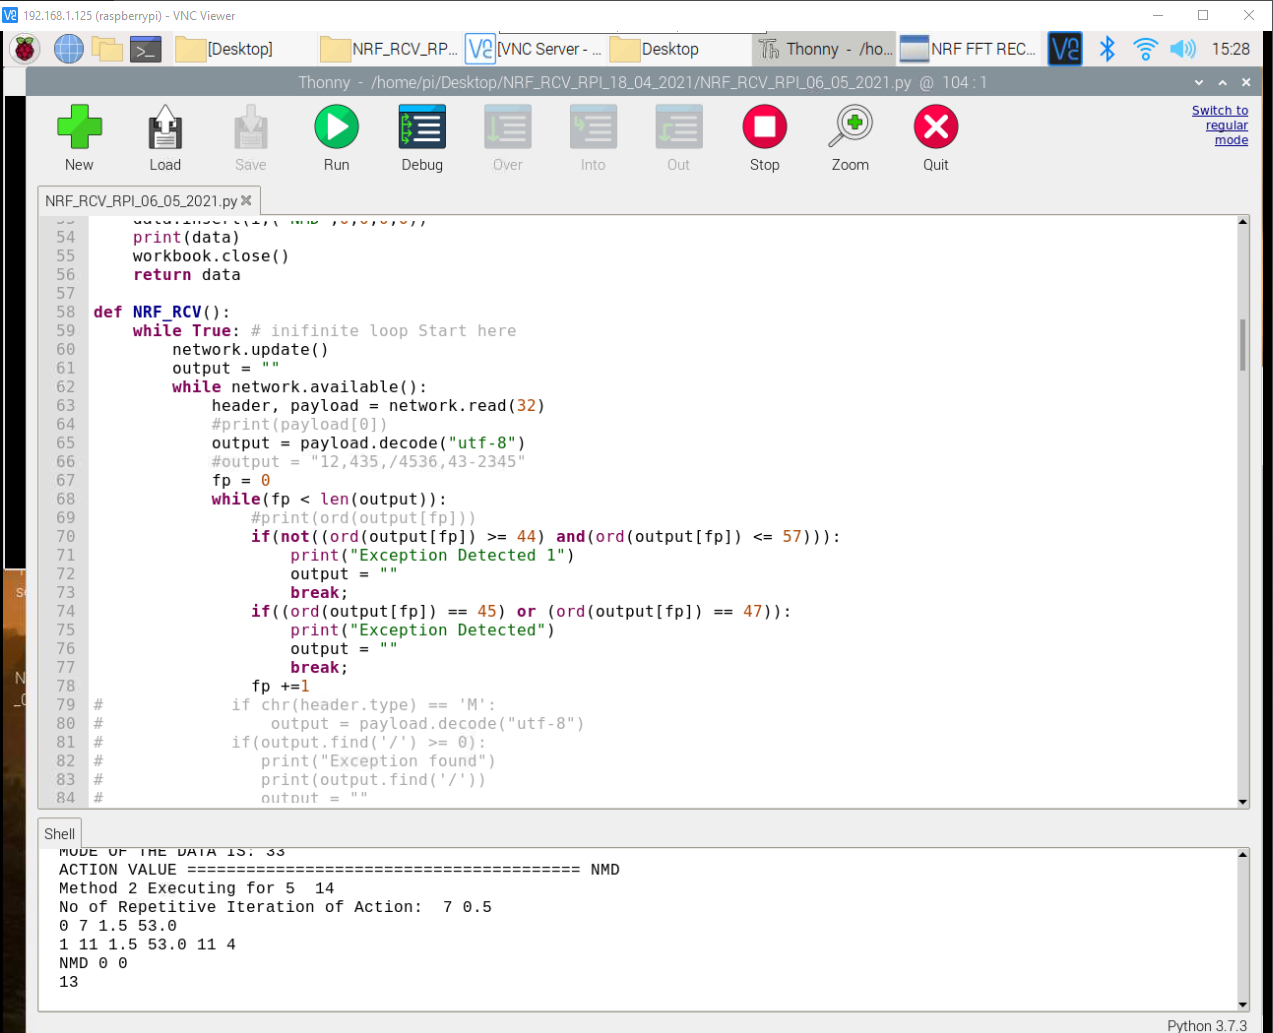 192.168.1.125 (raspberrypi) - VNC Viewer
[Desktop] NRF_RCV_RP... [VNC Server - ... Desktop Thonny - /ho... NRF FFT REC... 15:28
Thonny - /home/pi/Desktop/NRF_RCV_RPI_18_04_2021/NRF_RCV_RPI_06_05_2021.py @ 104:1
New Load Save Run Debug Over Into Out Stop Zoom Quit
Switch to
regular
mode
NRF_RCV_RPI_06_05_2021.py
54     print(data)
55     workbook.close()
56     return data
57
58 def NRF_RCV():
59     while True: # inifinite loop Start here
60         network.update()
61         output = ""
62         while network.available():
63             header, payload = network.read(32)
64             #print(payload[0])
65             output = payload.decode("utf-8")
66             #output = "12,435,/4536,43-2345"
67             fp = 0
68             while(fp < len(output)):
69                 #print(ord(output[fp]))
70                 if(not((ord(output[fp]) >= 44) and(ord(output[fp]) <= 57))):
71                     print("Exception Detected 1")
72                     output = ""
73                     break;
74                 if((ord(output[fp]) == 45) or (ord(output[fp]) == 47)):
75                     print("Exception Detected")
76                     output = ""
77                     break;
78                 fp +=1
79 #             if chr(header.type) == 'M':
80 #                 output = payload.decode("utf-8")
81 #             if(output.find('/') >= 0):
82 #                print("Exception found")
83 #                print(output.find('/'))
84 #                output = ""
Shell
MODE OF THE DATA IS: 33
ACTION VALUE ======================================== NMD
Method 2 Executing for 5  14
No of Repetitive Iteration of Action:  7 0.5
0 7 1.5 53.0
1 11 1.5 53.0 11 4
NMD 0 0
13
Python 3.7.3